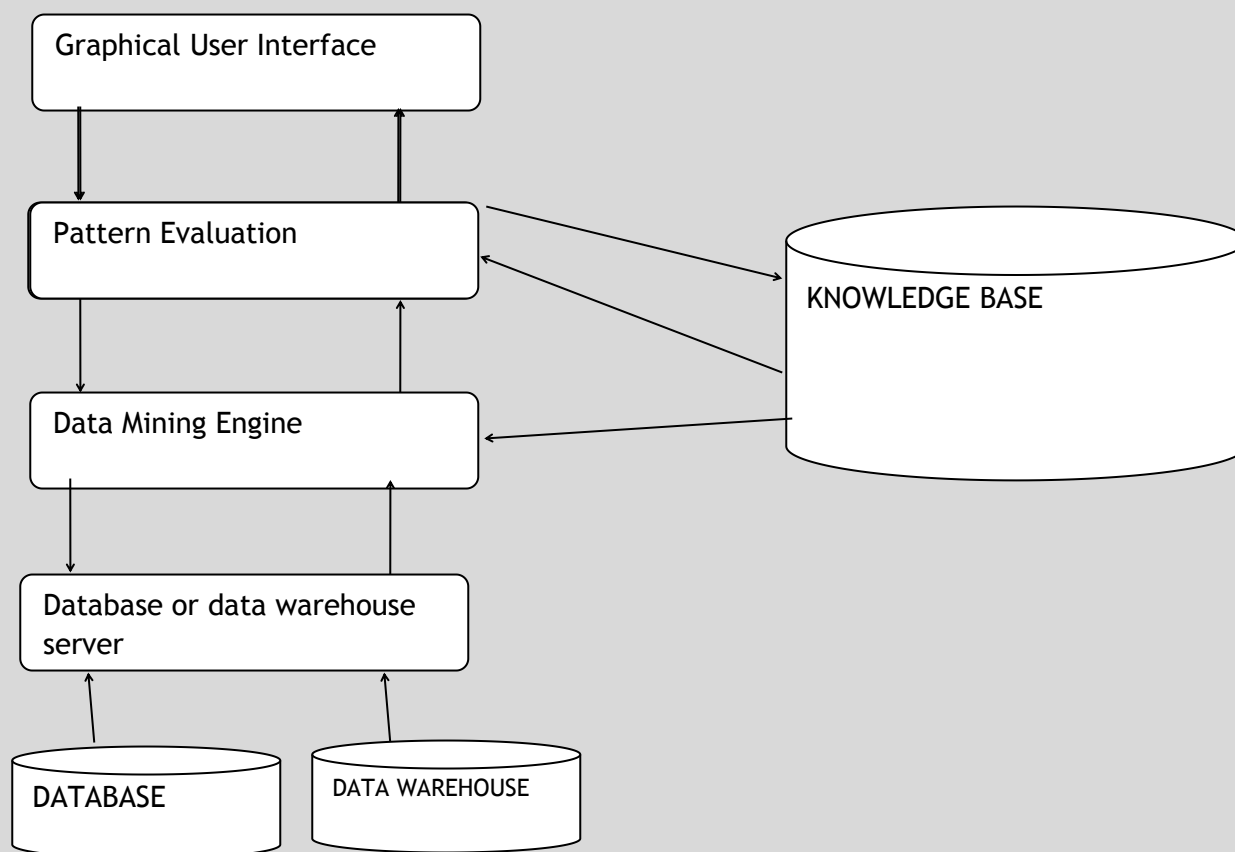 Graphical User Interface
Pattern Evaluation
KNOWLEDGE BASE
Data Mining Engine
Database or data warehouse
server
DATABASE
DATA WAREHOUSE